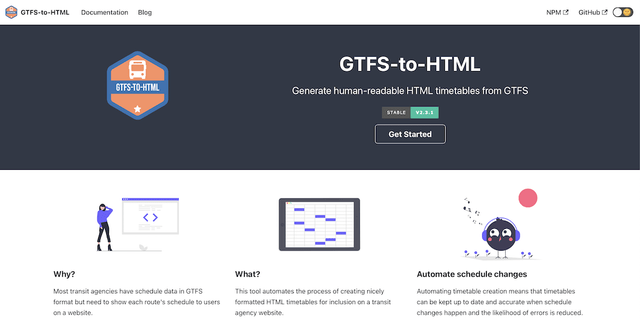 GTFS-to-HTML Documentation Blog NPM GitHub
GTFS-TO-HTML
GTFS-to-HTML
Generate human-readable HTML timetables from GTFS
STABLE V2.3.1
Get Started
Why?
Most transit agencies have schedule data in GTFS
format but need to show each route's schedule to users
on a website.
What?
This tool automates the process of creating nicely
formatted HTML timetables for inclusion on a transit
agency website.
Automate schedule changes
Automating timetable creation means that timetables
can be kept up to date and accurate when schedule
changes happen and the likelihood of errors is reduced.